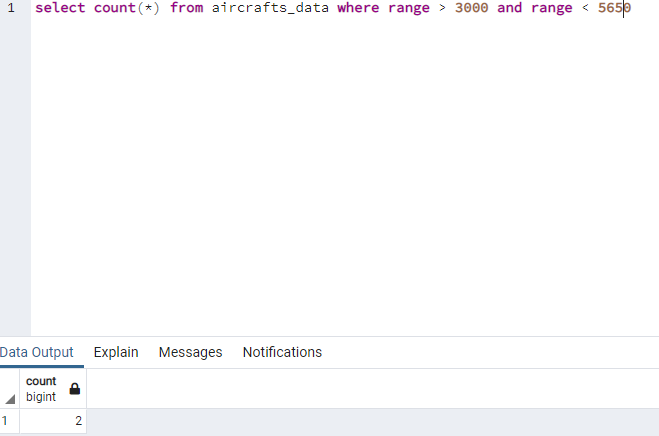 1 select count(*) from aircrafts_data where range > 3000 and range < 5650
Data Output Explain Messages Notifications
count
bigint
1 2